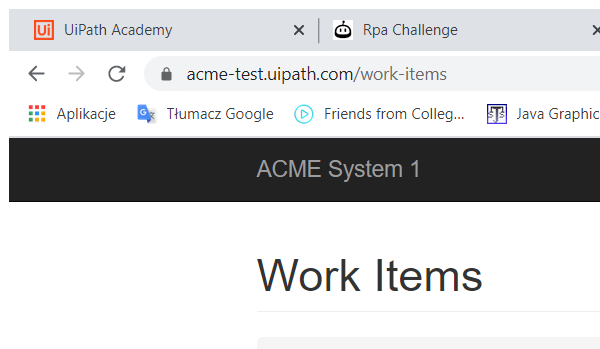 Ui UiPath Academy Rpa Challenge
acme-test.uipath.com/work-items
Aplikacje Tłumacz Google Friends from Colleg... Java Graphic
ACME System 1
Work Items